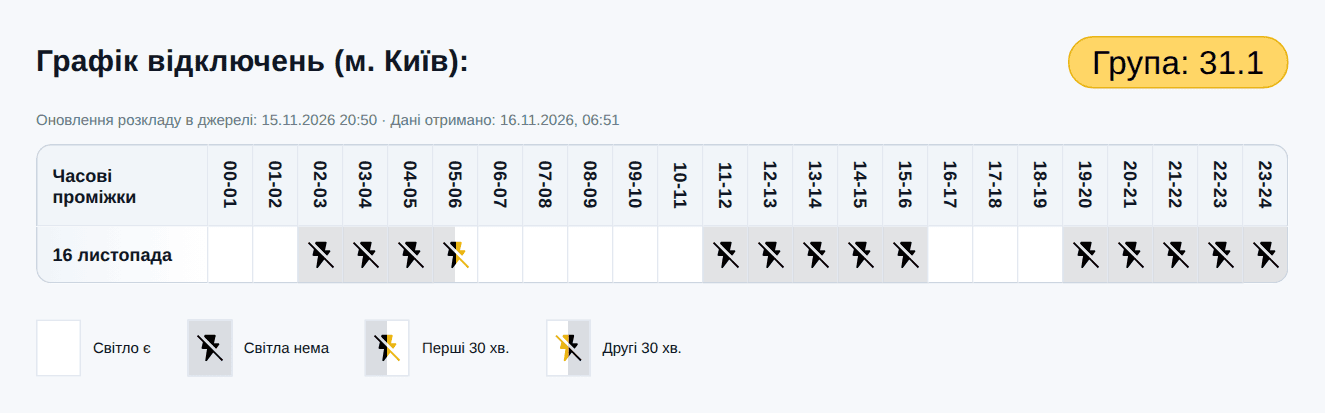 Графік відключень (м. Київ):
Група: 31.1
Оновлення розкладу в джерелі: 15.11.2026 20:50 · Дані отримано: 16.11.2026, 06:51
Часові
проміжки
00-01
01-02
02-03
03-04
04-05
05-06
06-07
07-08
08-09
09-10
10-11
11-12
12-13
13-14
14-15
15-16
16-17
17-18
18-19
19-20
20-21
21-22
22-23
23-24
16 листопада
Світло є
Світла нема
Перші 30 хв.
Другі 30 хв.